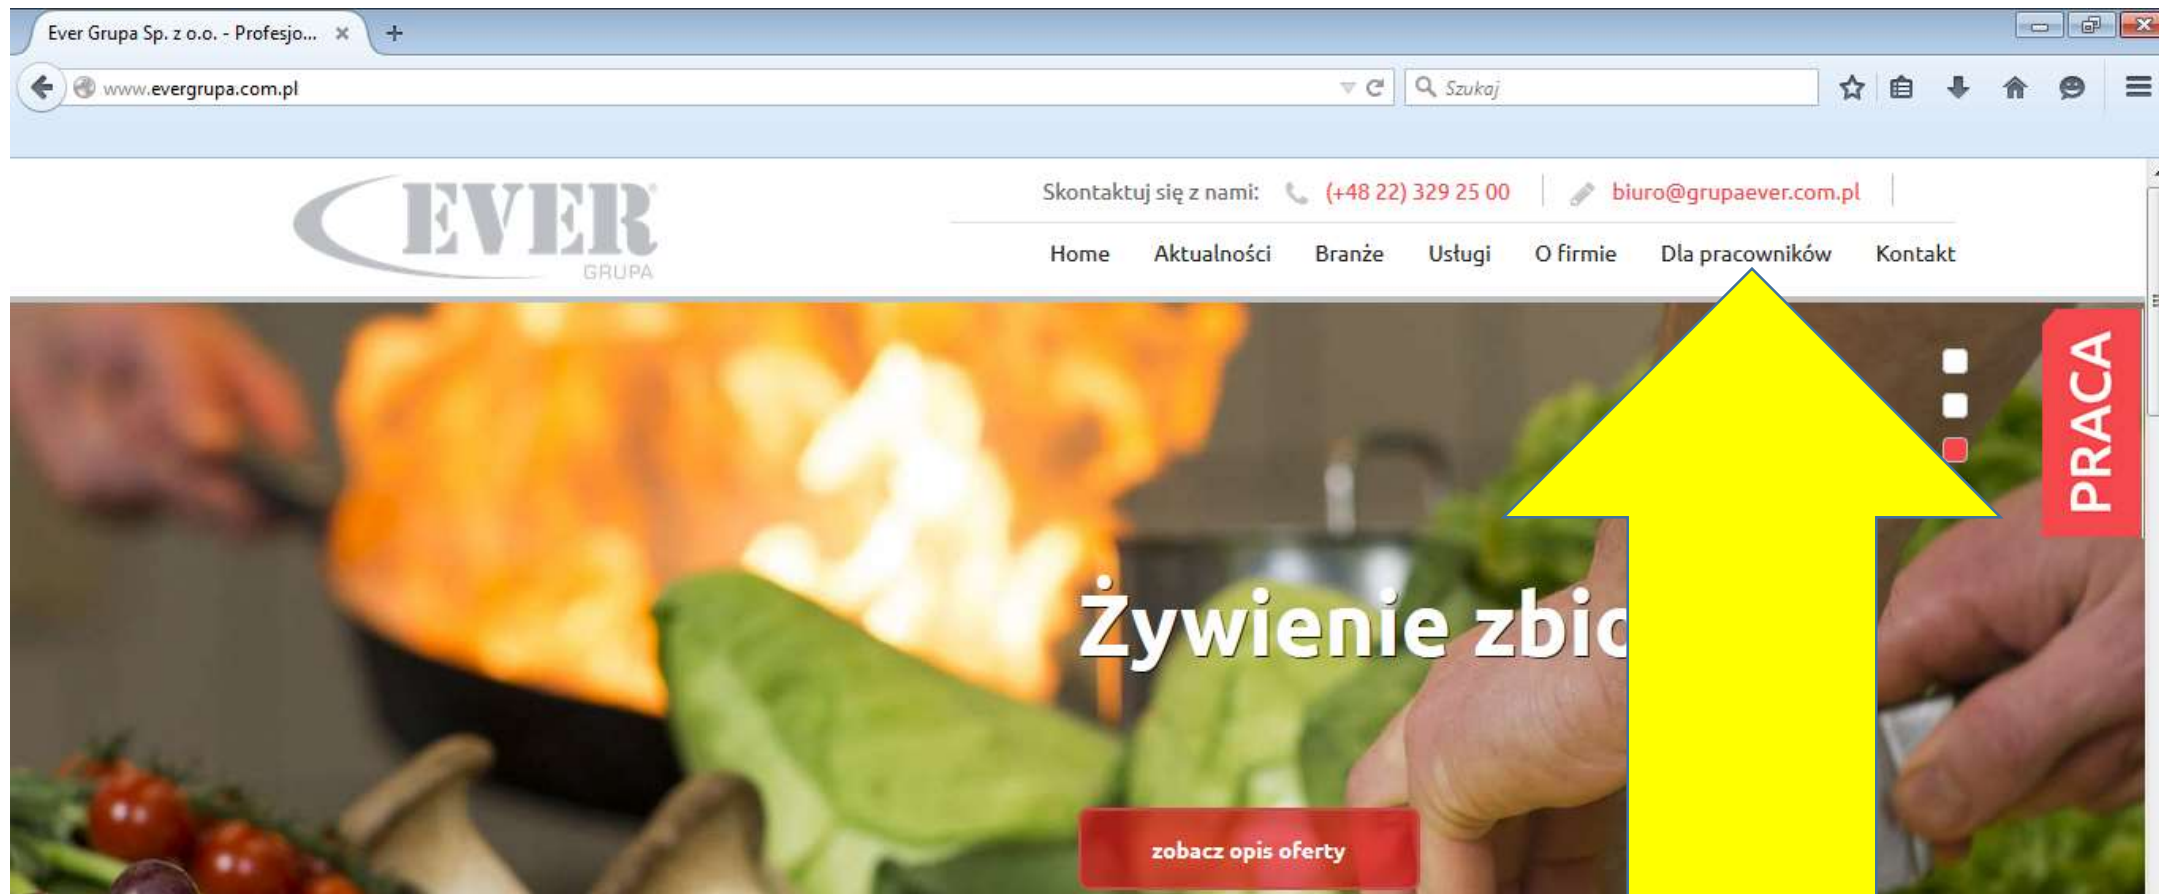 Ever Grupa Sp. z o.o. - Profesjo...
www.evergrupa.com.pl
Szukaj
EVER
GRUPA
Skontaktuj się z nami: (+48 22) 329 25 00 biuro@grupaever.com.pl
Home Aktualności Branże Usługi O firmie Dla pracowników Kontakt
PRACA
Żywienie
zobacz opis oferty